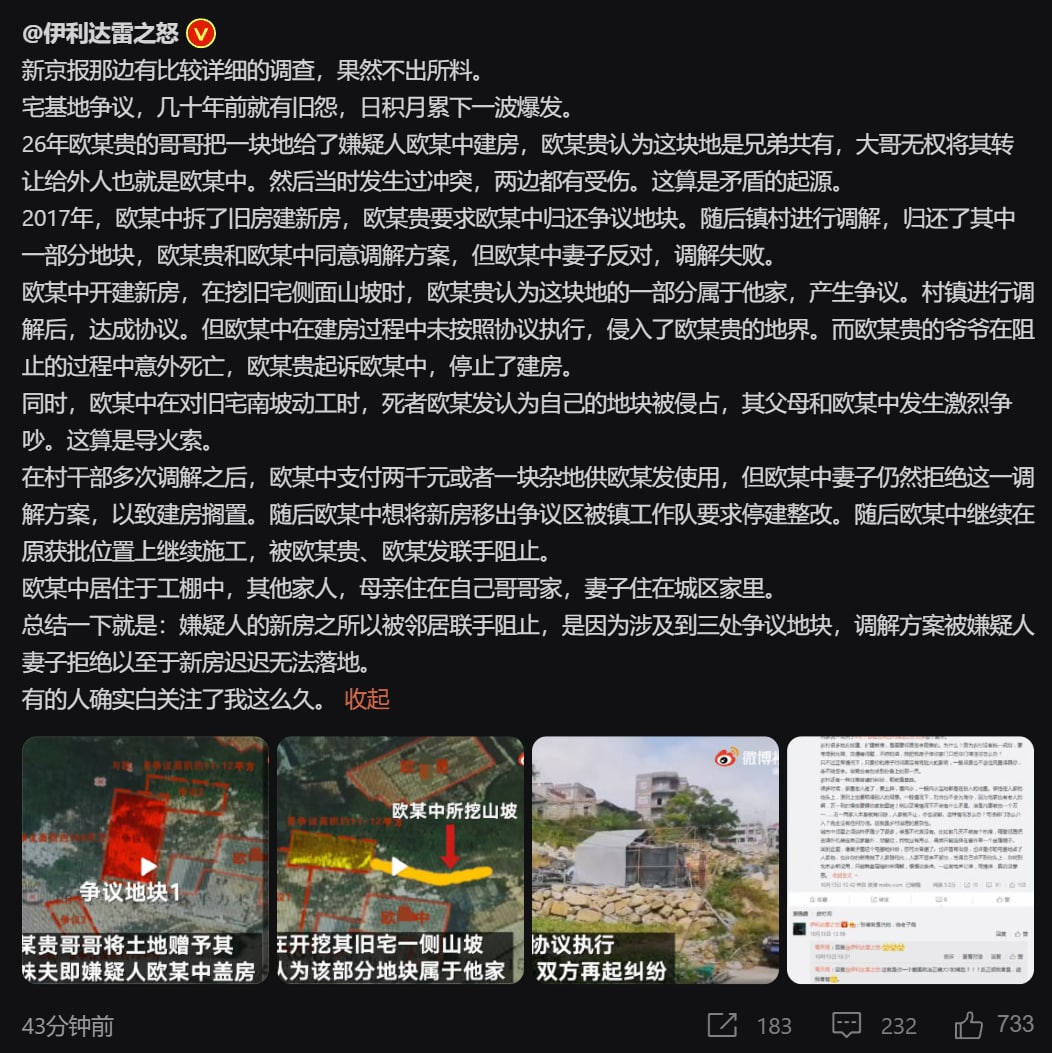 @伊利达雷之怒
新京报那边有比较详细的调查，果然不出所料。
宅基地争议，几十年前就有旧怨，日积月累下一波爆发。
26年欧某贵的哥哥把一块地给了嫌疑人欧某中建房，欧某贵认为这块地是兄弟共有，大哥无权将其转
让给外人也就是欧某中。然后当时发生过冲突，两边都有受伤。这算是矛盾的起源。
2017年，欧某中拆了旧房建新房，欧某贵要求欧某中归还争议地块。随后镇村进行调解，归还了其中
一部分地块，欧某贵和欧某中同意调解方案，但欧某中妻子反对，调解失败。
欧某中开建新房，在挖旧宅侧面山坡时，欧某贵认为这块地的一部分属于他家，产生争议。村镇进行调
解后，达成协议。但欧某中在建房过程中未按照协议执行，侵入了欧某贵的地界。而欧某贵的爷爷在阻
止的过程中意外死亡，欧某贵起诉欧某中，停止了建房。
同时，欧某中在对旧宅南坡动工时，死者欧某发认为自己的地块被侵占，其父母和欧某中发生激烈争
吵。这算是导火索。
在村干部多次调解之后，欧某中支付两千元或者一块杂地供欧某发使用，但欧某中妻子仍然拒绝这一调
解方案，以致建房搁置。随后欧某中想将新房移出争议区被镇工作队要求停建整改。随后欧某中继续在
原获批位置上继续施工，被欧某贵、欧某发联手阻止。
欧某中居住于工棚中，其他家人，母亲住在自己哥哥家，妻子住在城区家里。
总结一下就是：嫌疑人的新房之所以被邻居联手阻止，是因为涉及到三处争议地块，调解方案被嫌疑人
妻子拒绝以至于新房迟迟无法落地。
有的人确实白关注了我这么久。 收起
争议地块1
某贵哥哥将土地赠予其
妹夫即嫌疑人欧某中盖房
欧某中所挖山坡
欧某中
在开挖其旧宅一侧山坡
认为该部分地块属于他家
微博
协议执行
双方再起纠纷
43分钟前
183
232
733